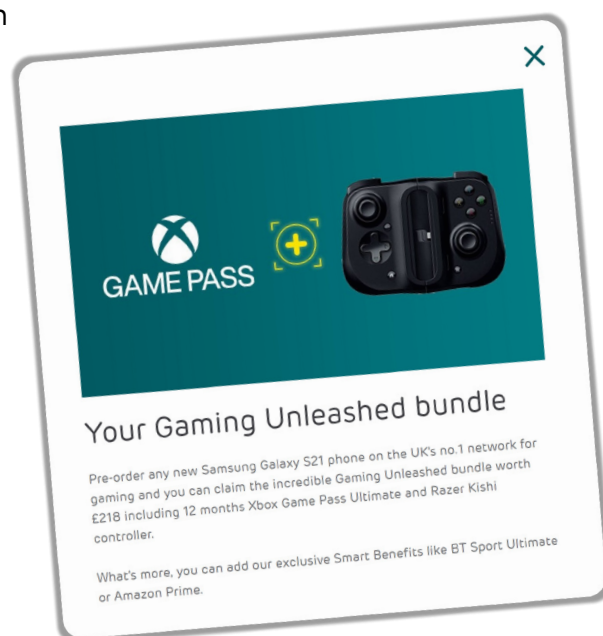 n
GAME PASS
Your Gaming Unleashed bundle
Pre-order any new Samsung Galaxy S21 phone on the UK's no.1 network for
gaming and you can claim the incredible Gaming Unleashed bundle worth
£218 including 12 months Xbox Game Pass Ultimate and Razer Kishi
controller.
What's more, you can add our exclusive Smart Benefits like BT Sport Ultimate
or Amazon Prime.